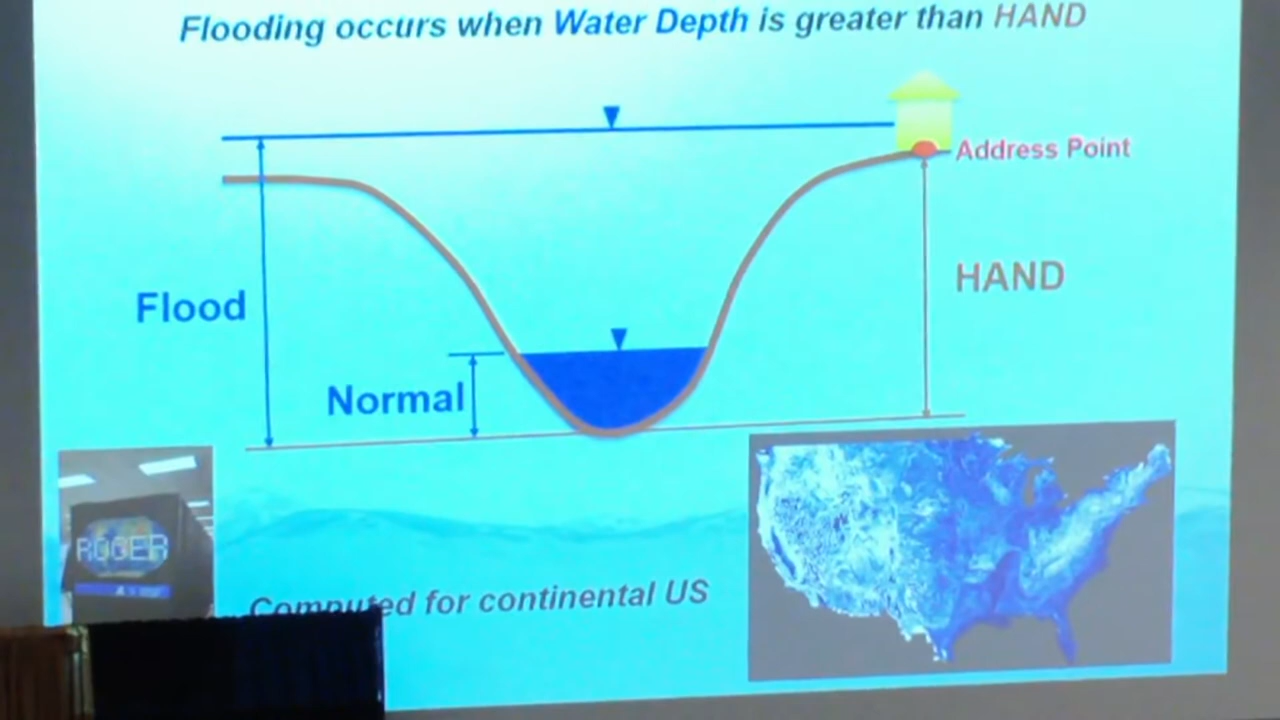 Flooding occurs when Water Depth is greater than HAND
Address Point
HAND
Flood
Normal
ROGER
Computed for continental US